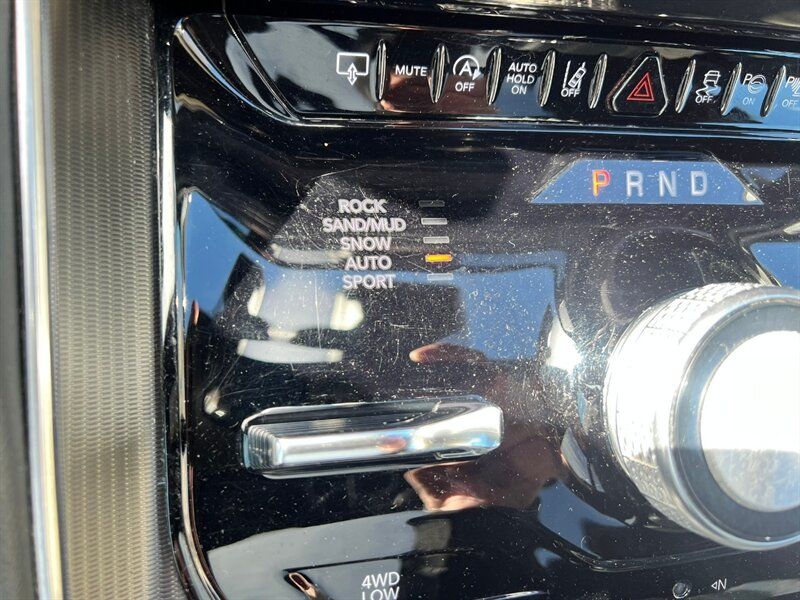 MUTE
A
OFF
AUTO
HOLD
ON
OFF
OFF
P
ON
P
OFF
P R N D
ROCK
SAND/MUD
SNOW
AUTO
SPORT
4WD
LOW
N